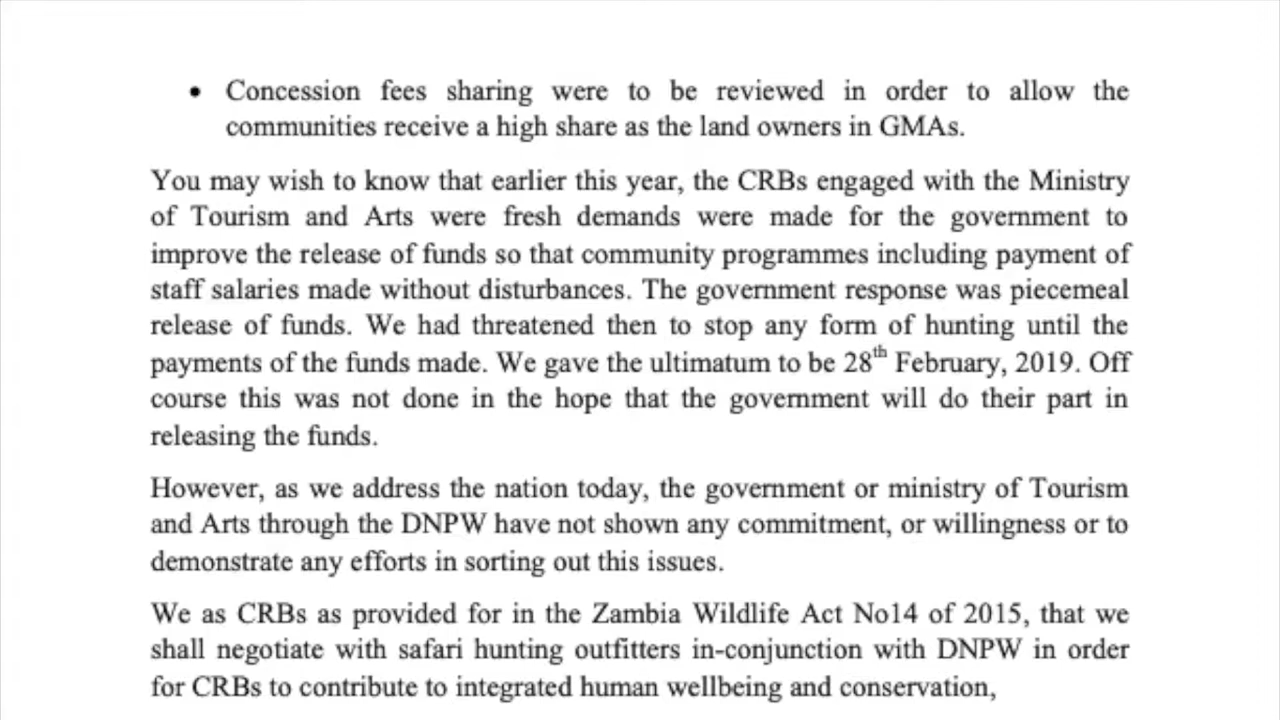 • Concession fees sharing were to be reviewed in order to allow the
communities receive a high share as the land owners in GMAs.
You may wish to know that earlier this year, the CRBs engaged with the Ministry
of Tourism and Arts were fresh demands were made for the government to
improve the release of funds so that community programmes including payment of
staff salaries made without disturbances. The government response was piecemeal
release of funds. We had threatened then to stop any form of hunting until the
payments of the funds made. We gave the ultimatum to be 28th February, 2019. Off
course this was not done in the hope that the government will do their part in
releasing the funds.
However, as we address the nation today, the government or ministry of Tourism
and Arts through the DNPW have not shown any commitment, or willingness or to
demonstrate any efforts in sorting out this issues.
We as CRBs as provided for in the Zambia Wildlife Act No14 of 2015, that we
shall negotiate with safari hunting outfitters in-conjunction with DNPW in order
for CRBs to contribute to integrated human wellbeing and conservation,